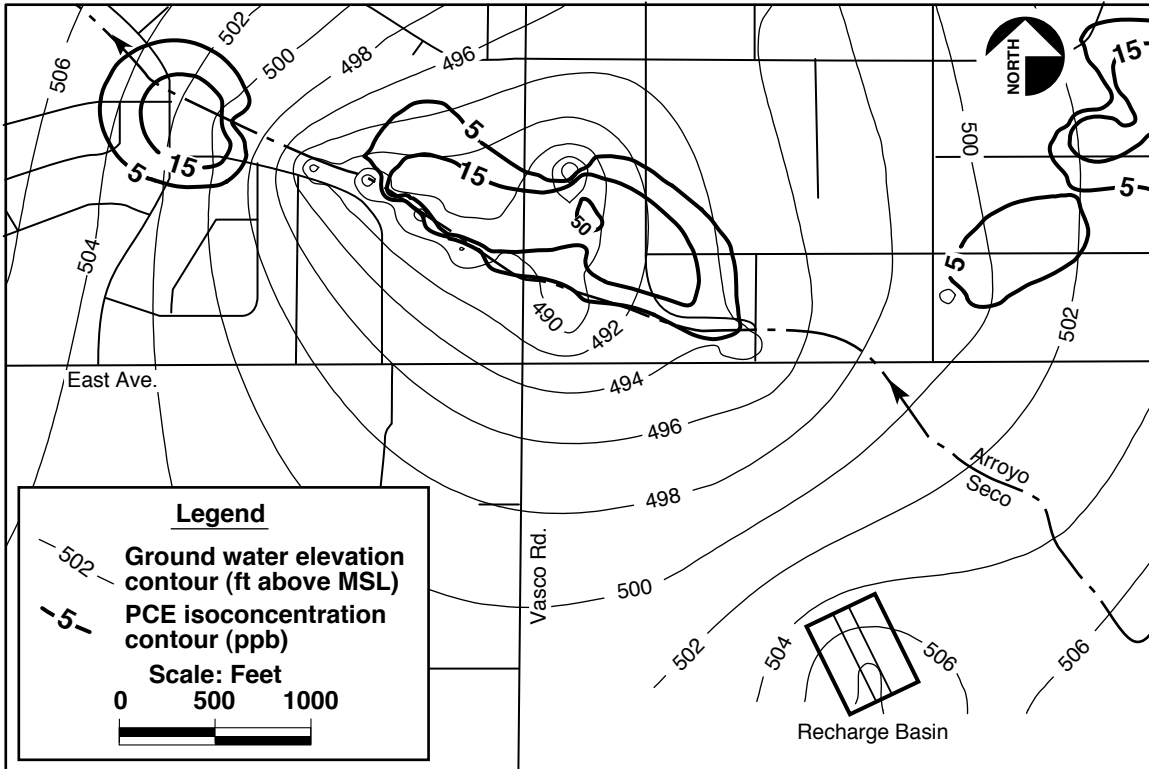 506
502
500
498
496
NORTH
15
5
15
5
5
15
50
500
5
5
504
502
490
492
East Ave.
494
496
498
500
502
504
506
506
Arroyo
Seco
Vasco Rd.
Recharge Basin
Legend
502
Ground water elevation
contour (ft above MSL)
5
PCE isoconcentration
contour (ppb)
Scale: Feet
0 500 1000